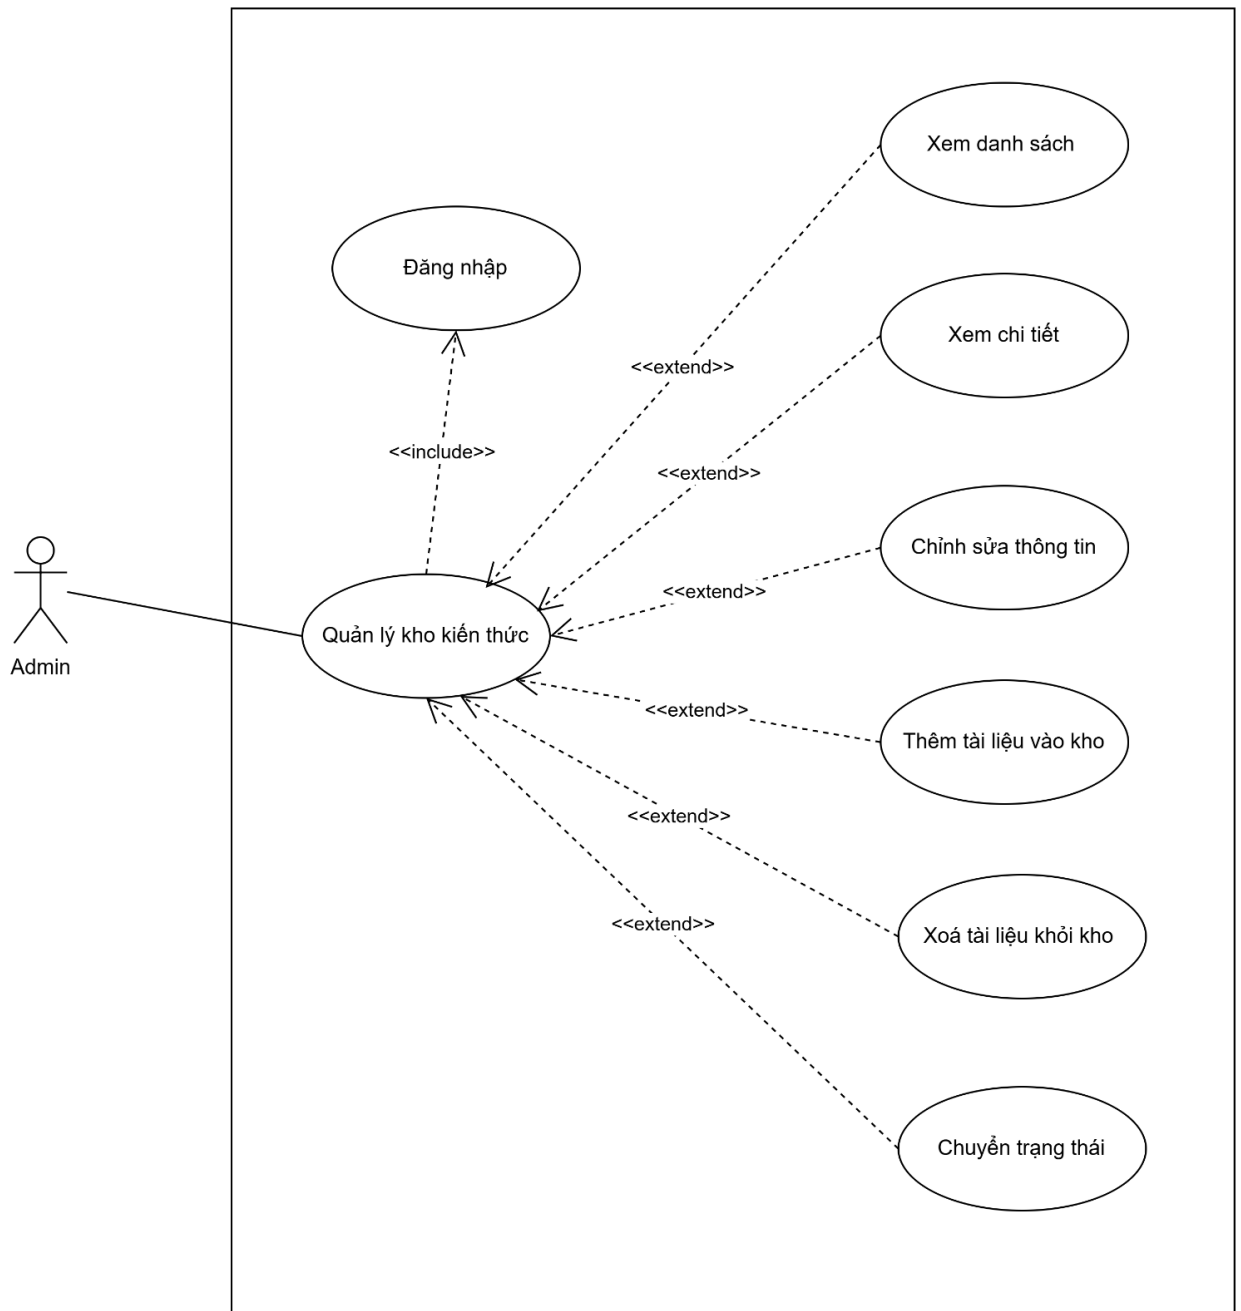 Xem danh sách
Đăng nhập
Xem chi tiết
<<extend>>
<<include>>
<<extend>>
Chỉnh sửa thông tin
<<extend>>
Quản lý kho kiến thức
Admin
<<extend>>
Thêm tài liệu vào kho
<<extend>>
<<extend>>
Xoá tài liệu khỏi kho
Chuyển trạng thái